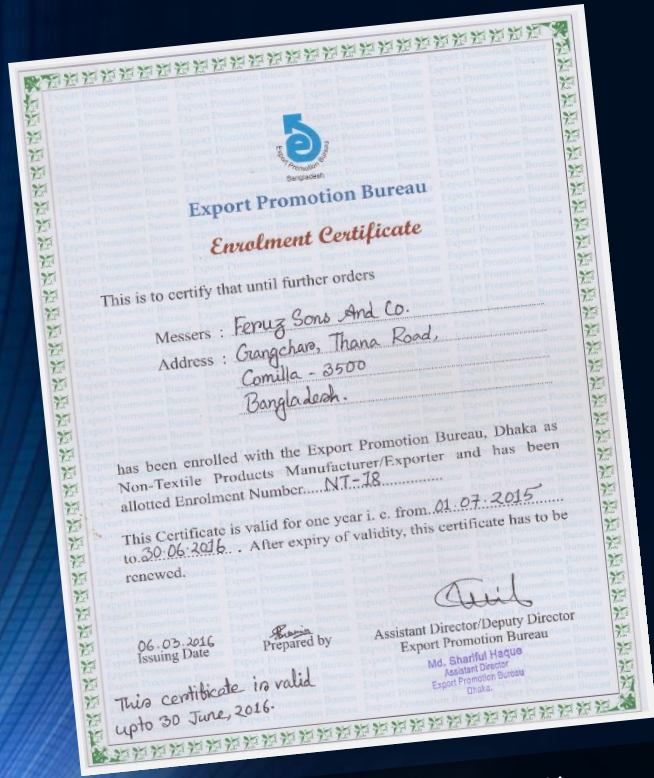 Export Promotion Bureau
Bangladesh
Export Promotion Bureau
Enrolment Certificate
This is to certify that until further orders
Messers : Feruz Sons And Co.
Address : Gangchar, Thana Road,
Comilla - 3500
Bangladesh.
has been enrolled with the Export Promotion Bureau, Dhaka as
Non-Textile Products Manufacturer/Exporter and has been
allotted Enrolment Number.....NT-18...............
This Certificate is valid for one year i. e. from..01.07.2015......
to.30.06.2016.. . After expiry of validity, this certificate has to be
renewed.
06.03.2016
Issuing Date
Prepared by
Assistant Director/Deputy Director
Export Promotion Bureau
Md. Shariful Haque
Assistant Director
Export Promotion Bureau
Dhaka.
This certificate is valid
upto 30 June, 2016.